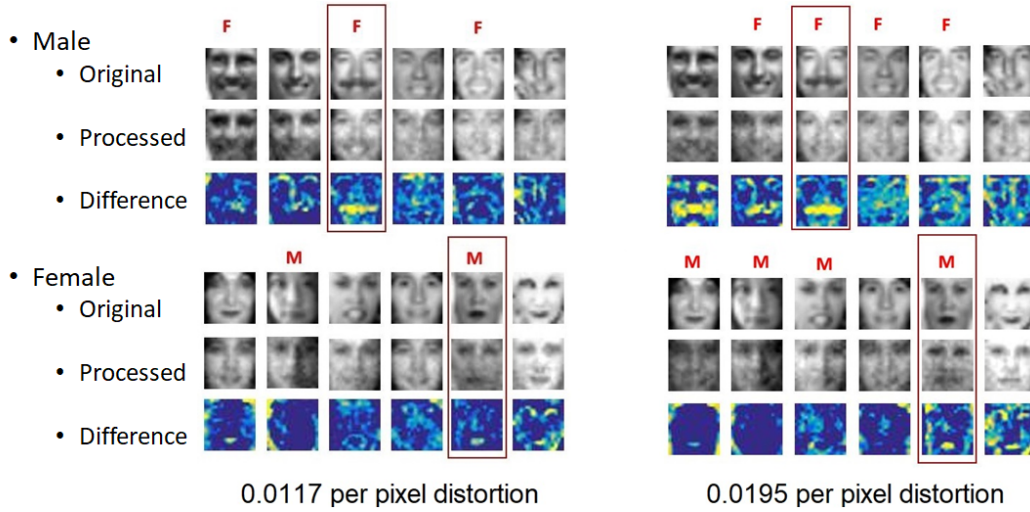 F F F F F F
• Male
• Original
• Processed
• Difference
M M M M M M
• Female
• Original
• Processed
• Difference
0.0117 per pixel distortion 0.0195 per pixel distortion